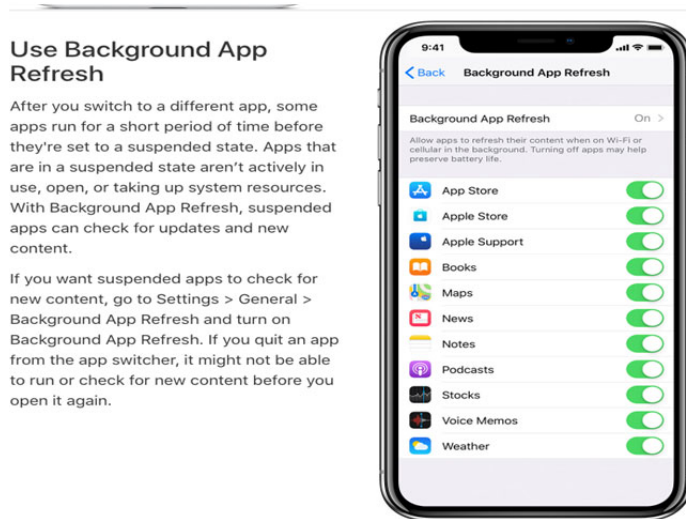 Use Background App
Refresh
After you switch to a different app, some
apps run for a short period of time before
they're set to a suspended state. Apps that
are in a suspended state aren't actively in
use, open, or taking up system resources.
With Background App Refresh, suspended
apps can check for updates and new
content.
If you want suspended apps to check for
new content, go to Settings > General >
Background App Refresh and turn on
Background App Refresh. If you quit an app
from the app switcher, it might not be able
to run or check for new content before you
open it again.
9:41
Back Background App Refresh
Background App Refresh On
Allow apps to refresh their content when on Wi-Fi or
cellular in the background. Turning off apps may help
preserve battery life.
App Store
Apple Store
Apple Support
Books
Maps
News
Notes
Podcasts
Stocks
Voice Memos
Weather